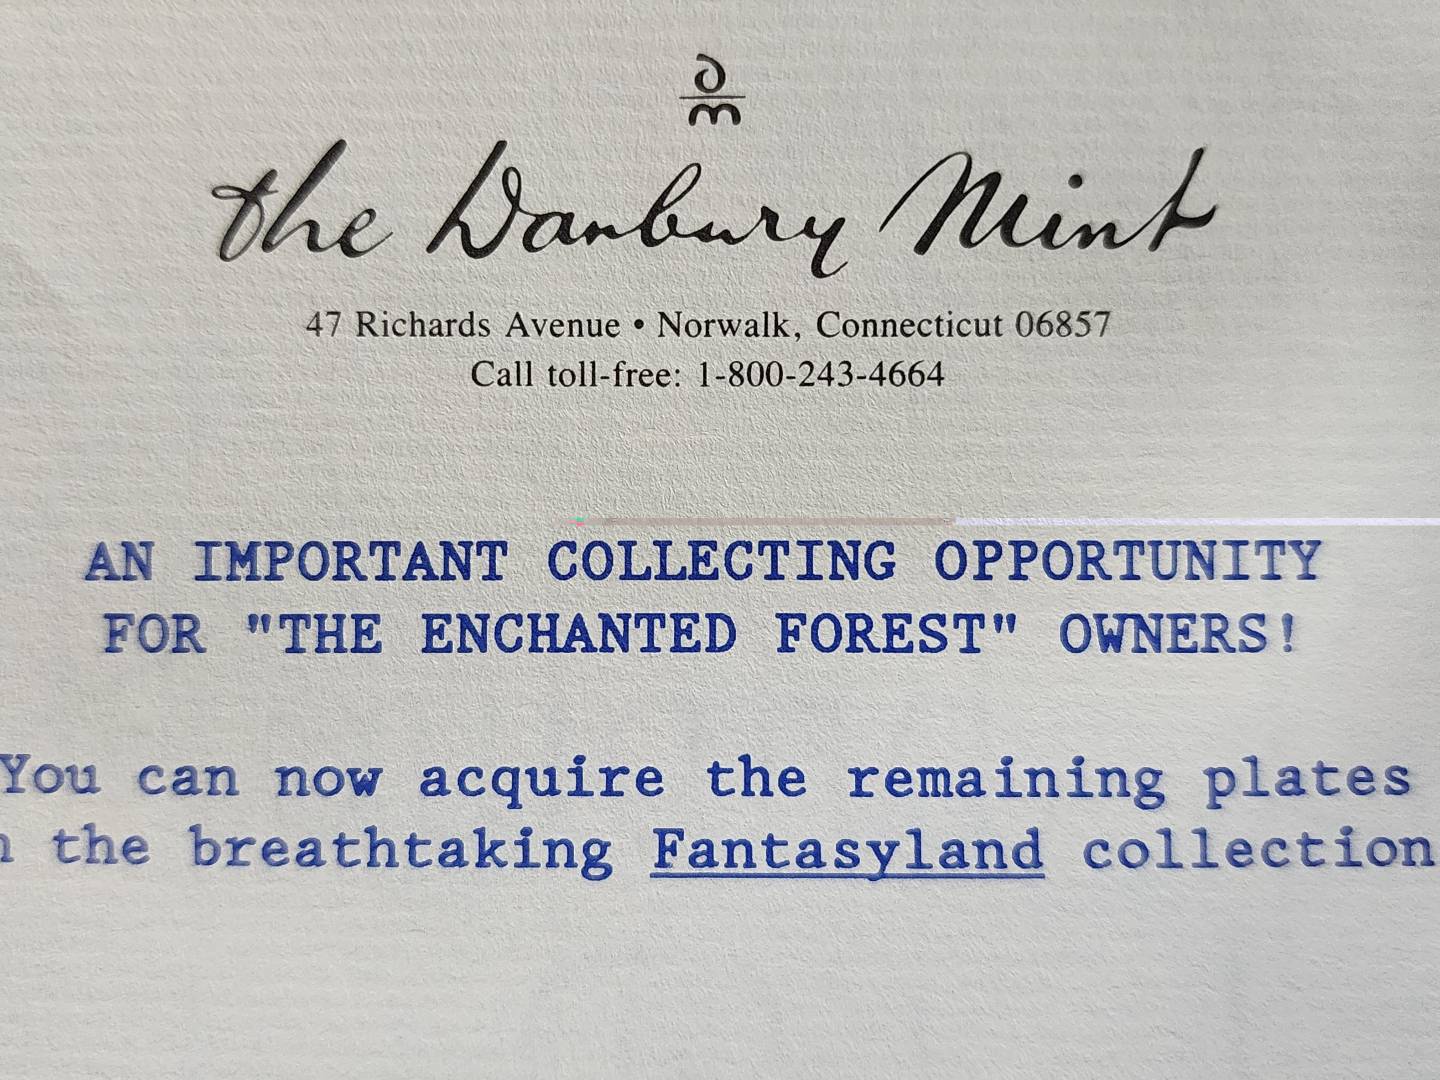 dm
the Danbury Mint
47 Richards Avenue • Norwalk, Connecticut 06857
Call toll-free: 1-800-243-4664
AN IMPORTANT COLLECTING OPPORTUNITY
FOR "THE ENCHANTED FOREST" OWNERS!
You can now acquire the remaining plates
the breathtaking Fantasyland collection